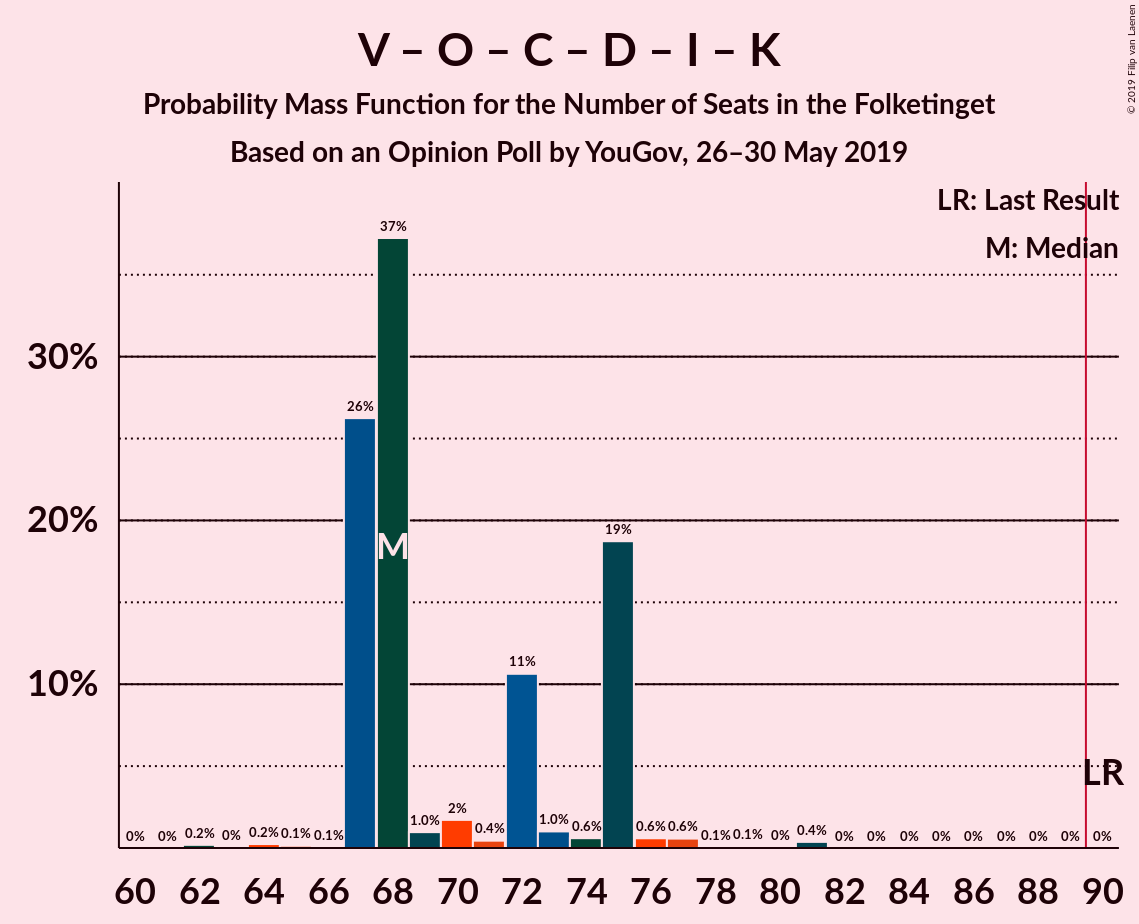 V – O – C – D – I – K
Probability Mass Function for the Number of Seats in the Folketinget
Based on an Opinion Poll by YouGov, 26–30 May 2019
© 2019 Filip van Laenen
LR: Last Result
M: Median
37%
30%
26%
M
20%
19%
11%
10%
LR
0% 0% 0.2% 0% 0.2% 0.1% 0.1% 1.0% 2% 0.4% 1.0% 0.6% 0.6% 0.6% 0.1% 0.1% 0% 0.4% 0% 0% 0% 0% 0% 0% 0% 0% 0%
60 62 64 66 68 70 72 74 76 78 80 82 84 86 88 90